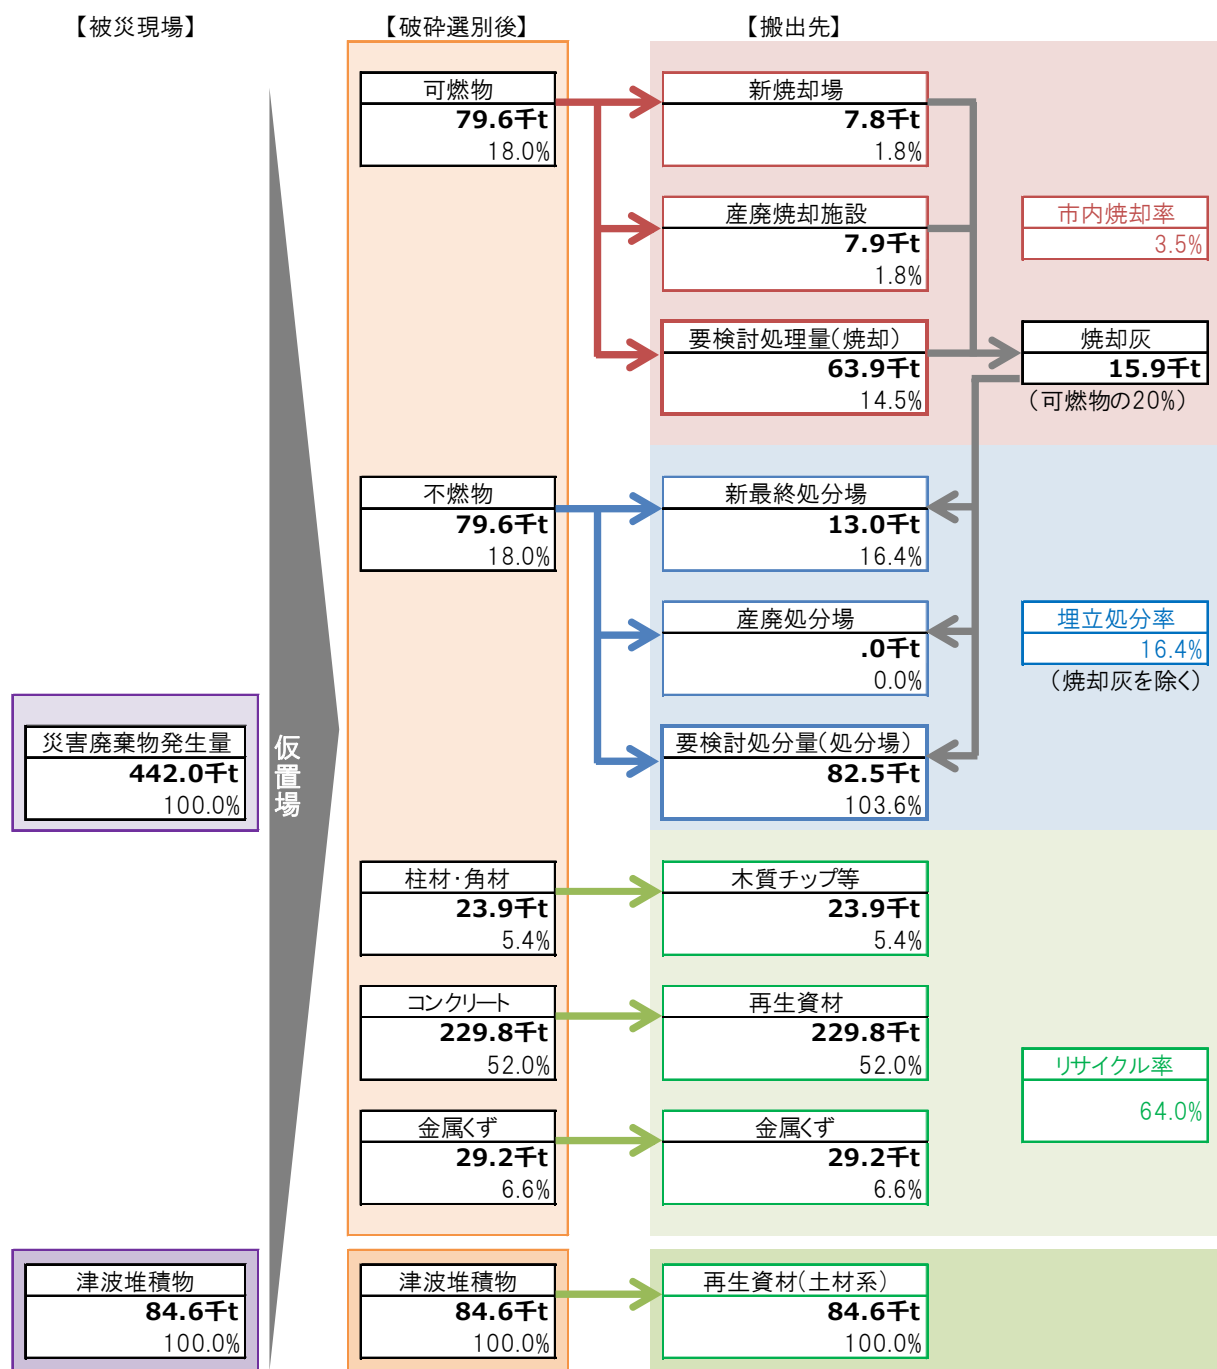 【被災現場】
【破砕選別後】
【搬出先】
可燃物
79.6千t
18.0%
新焼却場
7.8千t
1.8%
産廃焼却施設
7.9千t
1.8%
市内焼却率
3.5%
要検討処理量(焼却)
63.9千t
14.5%
焼却灰
15.9千t
(可燃物の20%)
不燃物
79.6千t
18.0%
新最終処分場
13.0千t
16.4%
産廃処分場
.0千t
0.0%
埋立処分率
16.4%
(焼却灰を除く)
災害廃棄物発生量
442.0千t
100.0%
仮置場
要検討処分量(処分場)
82.5千t
103.6%
柱材・角材
23.9千t
5.4%
木質チップ等
23.9千t
5.4%
コンクリート
229.8千t
52.0%
再生資材
229.8千t
52.0%
リサイクル率
64.0%
金属くず
29.2千t
6.6%
金属くず
29.2千t
6.6%
津波堆積物
84.6千t
100.0%
津波堆積物
84.6千t
100.0%
再生資材(土材系)
84.6千t
100.0%